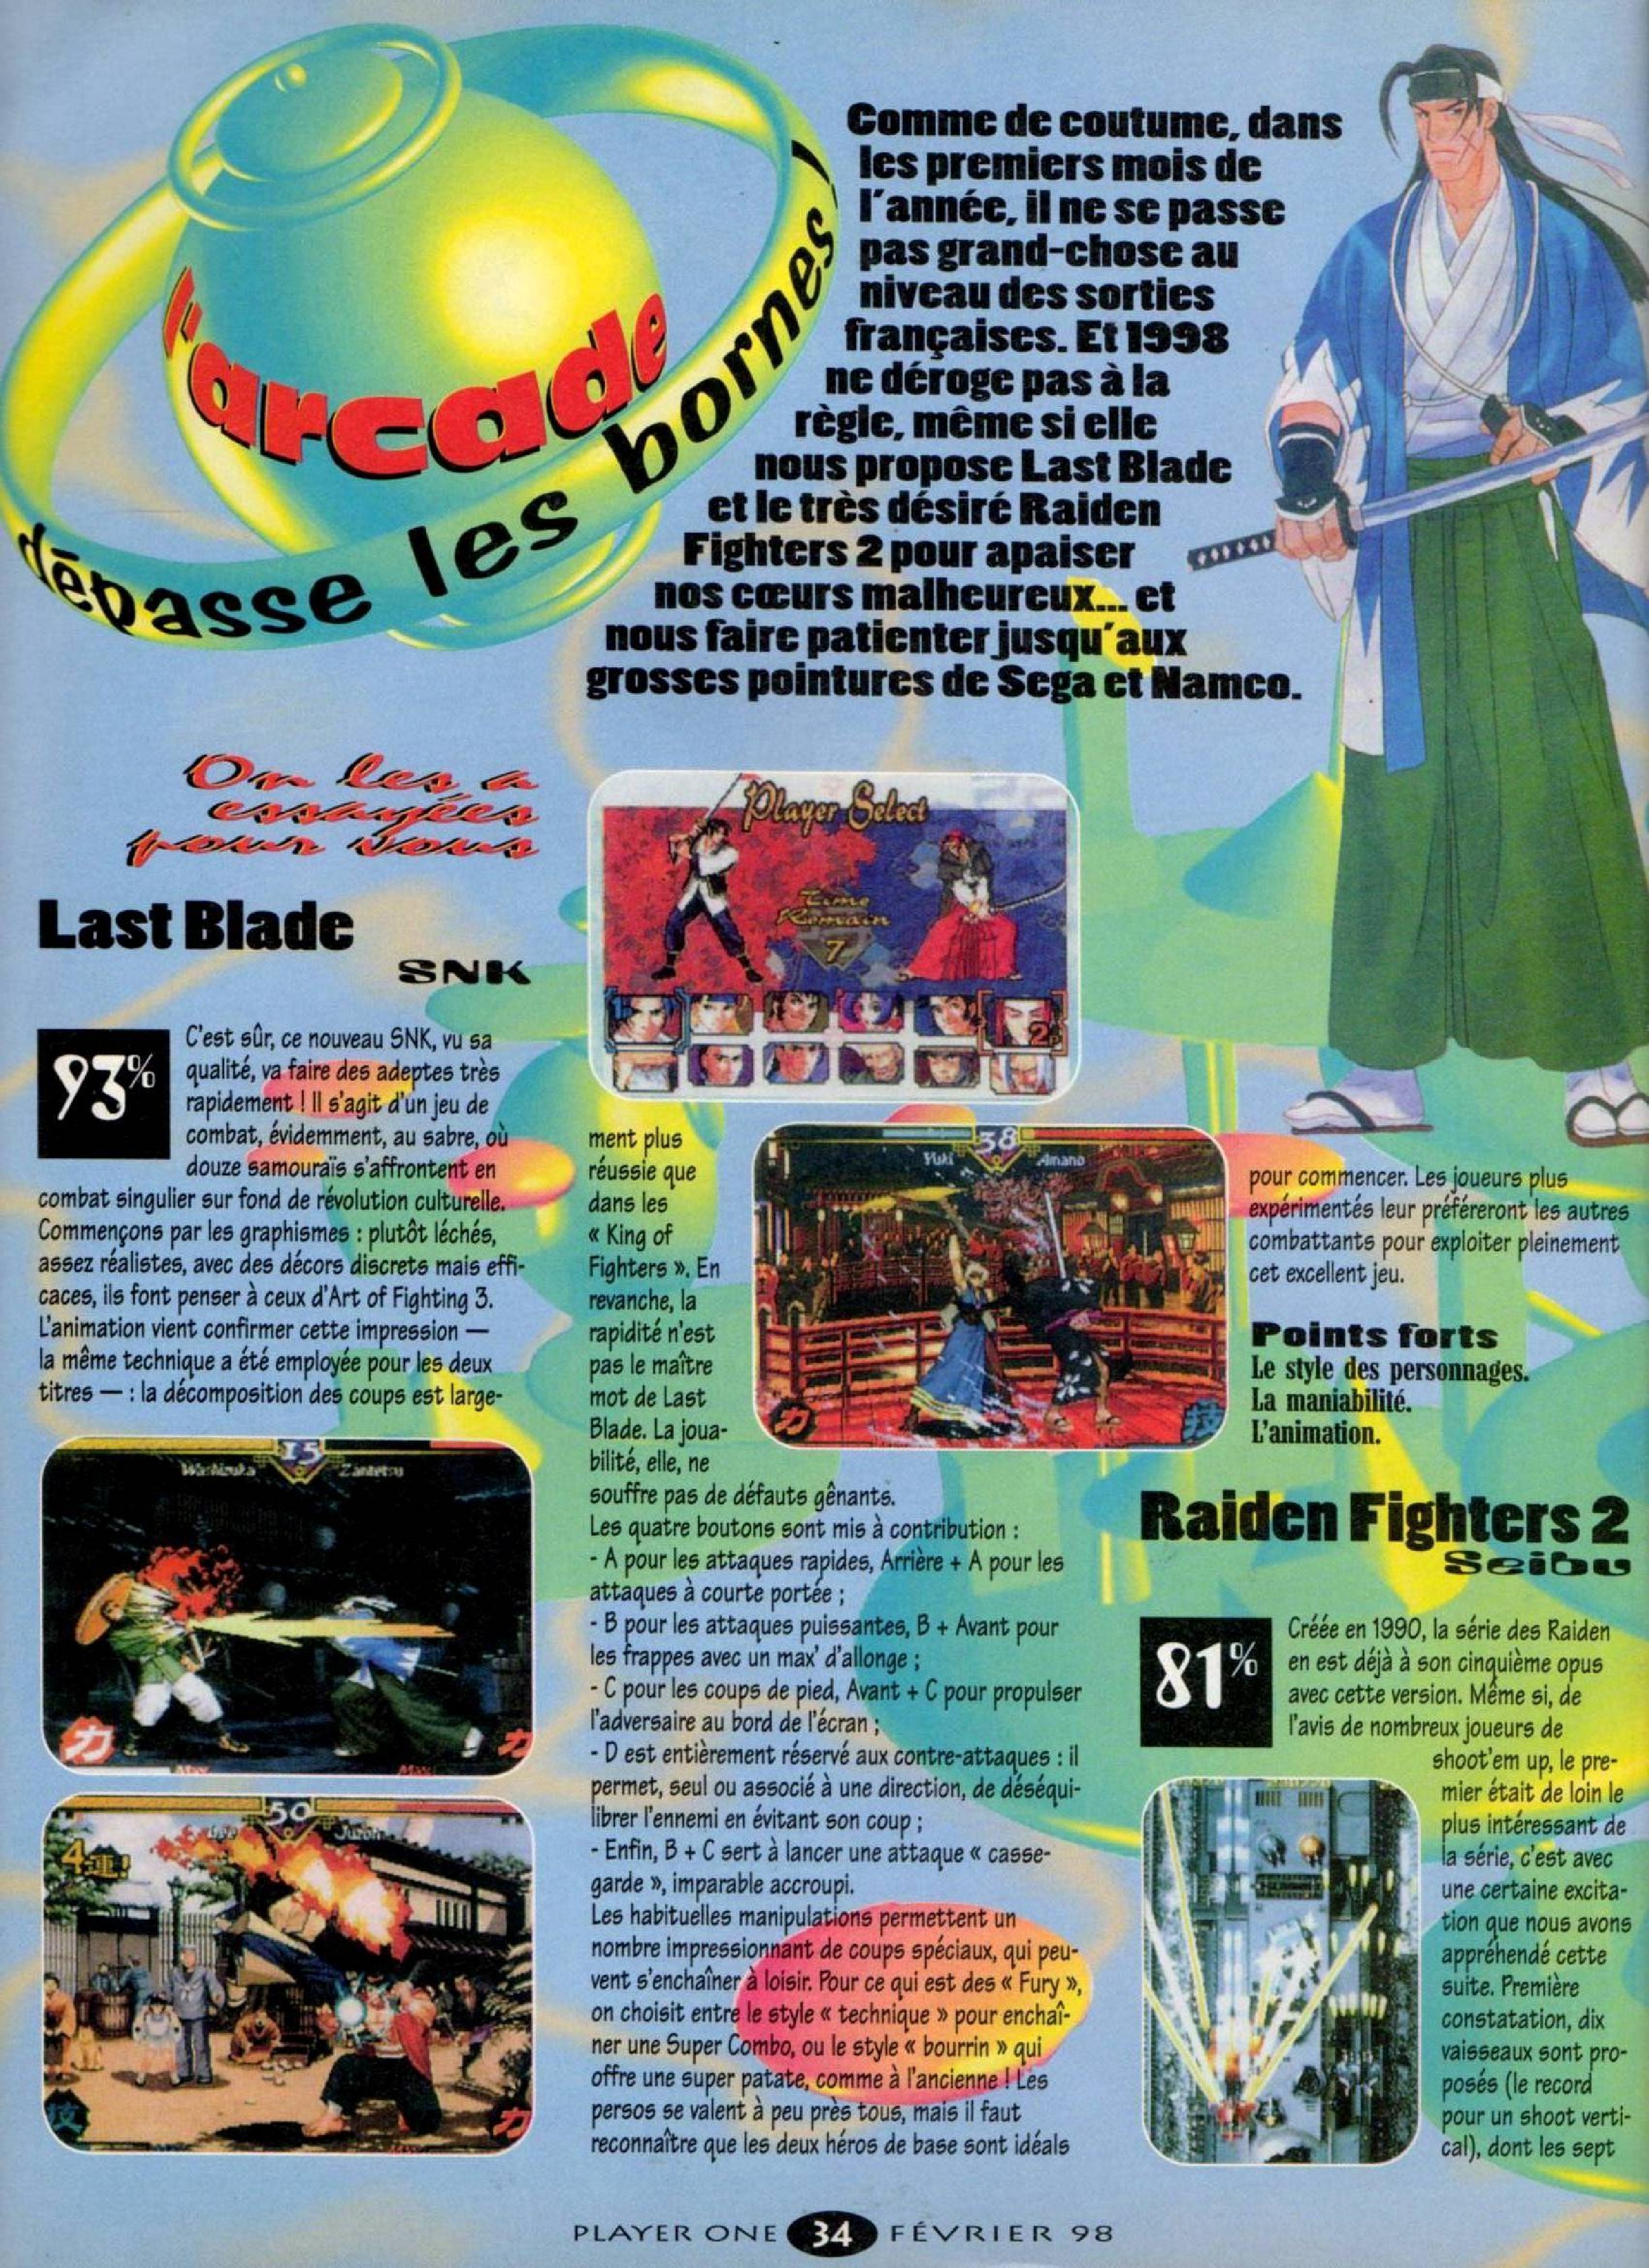 l'arcade
dépasse les bornes !
Comme de coutume, dans
les premiers mois de
l'année, il ne se passe
pas grand-chose au
niveau des sorties
françaises. Et 1998
ne déroge pas à la
règle, même si elle
nous propose Last Blade
et le très désiré Raiden
Fighters 2 pour apaiser
nos cœurs malheureux... et
nous faire patienter jusqu'aux
grosses pointures de Sega et Namco.
On les a
essayées
pour vous
Last Blade
SNK
93%
C'est sûr, ce nouveau SNK, vu sa
qualité, va faire des adeptes très
rapidement ! Il s'agit d'un jeu de
combat, évidemment, au sabre, où
douze samouraïs s'affrontent en
combat singulier sur fond de révolution culturelle.
Commençons par les graphismes : plutôt léchés,
assez réalistes, avec des décors discrets mais effi-
caces, ils font penser à ceux d'Art of Fighting 3.
L'animation vient confirmer cette impression —
la même technique a été employée pour les deux
titres — : la décomposition des coups est large-
15
Washizuka
Zantetsu
力
力
50
Lee
Juzoh
4
技
力
Player Select
Time
Remain
7
1P
2P
ment plus
réussie que
dans les
« King of
Fighters ». En
revanche, la
rapidité n'est
pas le maître
mot de Last
Blade. La joua-
bilité, elle, ne
souffre pas de défauts gênants.
Les quatre boutons sont mis à contribution :
- A pour les attaques rapides, Arrière + A pour les
attaques à courte portée ;
- B pour les attaques puissantes, B + Avant pour
les frappes avec un max' d'allonge ;
- C pour les coups de pied, Avant + C pour propulser
l'adversaire au bord de l'écran ;
- D est entièrement réservé aux contre-attaques : il
permet, seul ou associé à une direction, de déséqui-
librer l'ennemi en évitant son coup ;
- Enfin, B + C sert à lancer une attaque « casse-
garde », imparable accroupi.
Les habituelles manipulations permettent un
nombre impressionnant de coups spéciaux, qui peu-
vent s'enchaîner à loisir. Pour ce qui est des « Fury »,
on choisit entre le style « technique » pour enchaî-
ner une Super Combo, ou le style « bourrin » qui
offre une super patate, comme à l'ancienne ! Les
persos se valent à peu près tous, mais il faut
reconnaître que les deux héros de base sont idéals
38
Yuki
Amano
力
技
pour commencer. Les joueurs plus
expérimentés leur préféreront les autres
combattants pour exploiter pleinement
cet excellent jeu.
Points forts
Le style des personnages.
La maniabilité.
L'animation.
Raiden Fighters 2
Seibu
81%
Créée en 1990, la série des Raiden
en est déjà à son cinquième opus
avec cette version. Même si, de
l'avis de nombreux joueurs de
shoot'em up, le pre-
mier était de loin le
plus intéressant de
la série, c'est avec
une certaine excita-
tion que nous avons
appréhendé cette
suite. Première
constatation, dix
vaisseaux sont pro-
posés (le record
pour un shoot verti-
cal), dont les sept
PLAYER ONE 34 FÉVRIER 98